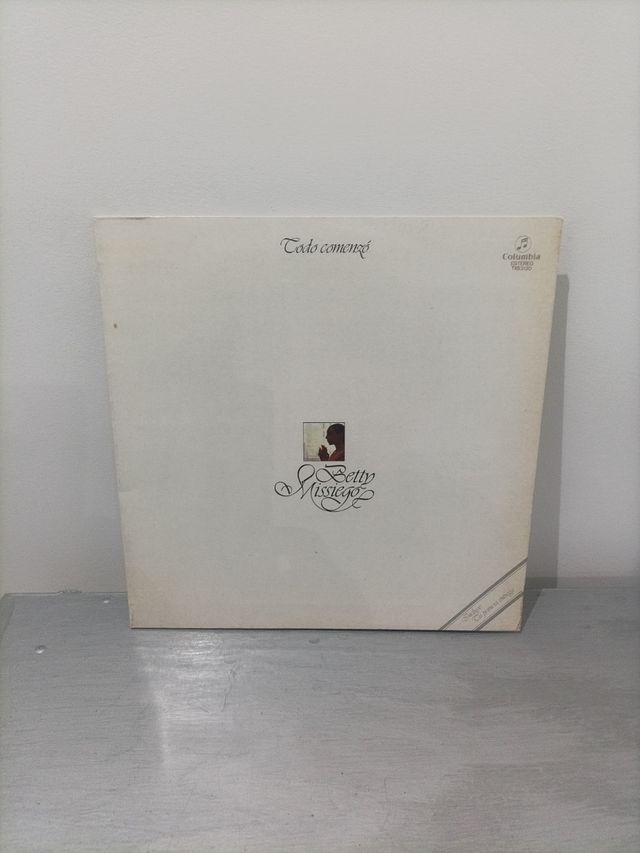 Todo comenzó
Columbia
ESTEREO
Betty
Missiego